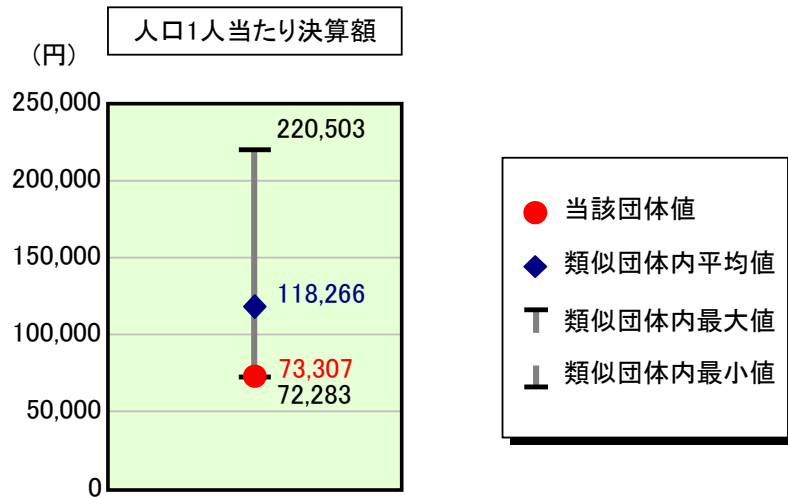 人口1人当たり決算額
(円)
250,000
220,503
200,000
150,000
118,266
100,000
73,307
72,283
50,000
0
当該団体値
類似団体内平均値
類似団体内最大値
類似団体内最小値